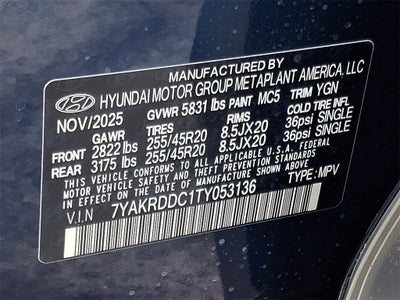 MANUFACTURED BY
HYUNDAI MOTOR GROUP METAPLANT AMERICA, LLC
NOV/2025 GVWR 5831 lbs PAINT MC5 TRIM YGN
GAWR TIRES RIMS COLD TIRE INFL
FRONT 2822 lbs 255/45R20 8.5JX20 36psi SINGLE
REAR 3175 lbs 255/45R20 8.5JX20 36psi SINGLE
THIS VEHICLE CONFORMS TO ALL APPLICABLE U.S.A. FEDERAL
MOTOR VEHICLE SAFETY, BUMPER, AND THEFT PREVENTION STANDARDS
IN EFFECT ON THE DATE OF MANUFACTURE SHOWN ABOVE.
V.I.N 7YAKRDDC1TY053136 TYPE : MPV